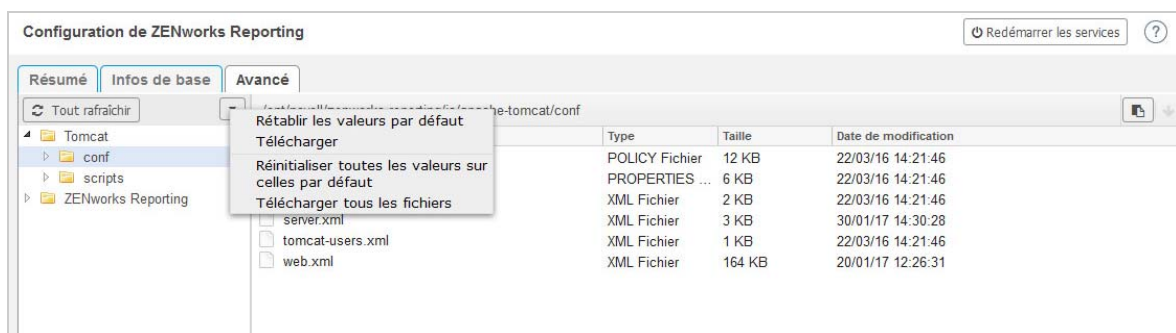 Configuration de ZENworks Reporting
Redémarrer les services
?
Résumé
Infos de base
Avancé
Tout rafraîchir
he-tomcat/conf
Rétablir les valeurs par défaut
Télécharger
Réinitialiser toutes les valeurs sur
celles par défaut
Télécharger tous les fichiers
Tomcat
conf
scripts
ZENworks Reporting
Type Taille Date de modification
POLICY Fichier 12 KB 22/03/16 14:21:46
PROPERTIES ... 6 KB 22/03/16 14:21:46
XML Fichier 2 KB 22/03/16 14:21:46
server.xml XML Fichier 3 KB 30/01/17 14:30:28
tomcat-users.xml XML Fichier 1 KB 22/03/16 14:21:46
web.xml XML Fichier 164 KB 20/01/17 12:26:31